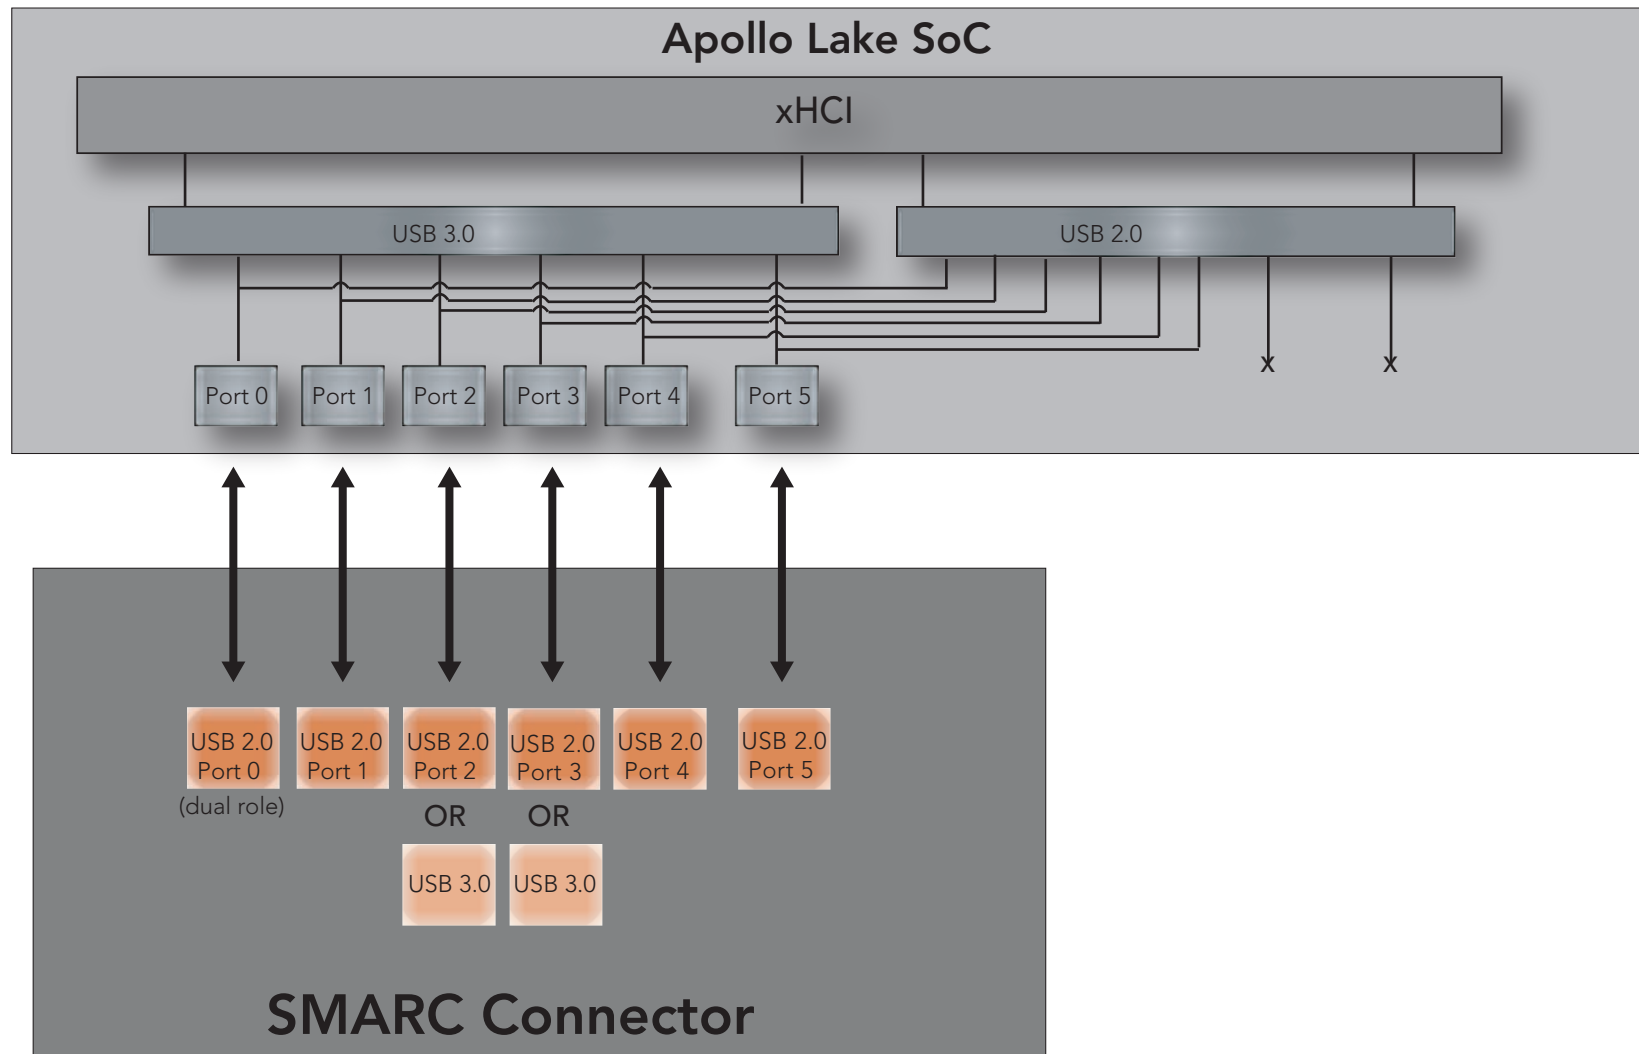 Apollo Lake SoC
xHCI
USB 3.0
USB 2.0
x
x
Port 0
Port 1
Port 2
Port 3
Port 4
Port 5
USB 2.0
Port 0
(dual role)
USB 2.0
Port 1
USB 2.0
Port 2
OR
USB 3.0
USB 2.0
Port 3
OR
USB 3.0
USB 2.0
Port 4
USB 2.0
Port 5
SMARC Connector